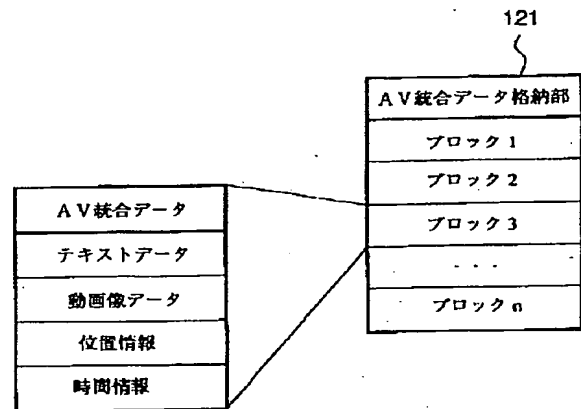 121
AV統合データ格納部
ブロック1
ブロック2
ブロック3
・・・
ブロックn
AV統合データ
テキストデータ
動画像データ
位置情報
時間情報